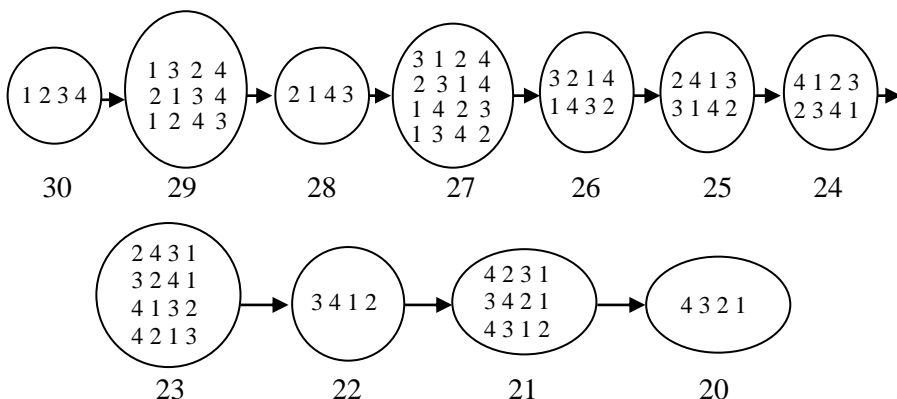 1 2 3 4
30
1 3 2 4
2 1 3 4
1 2 4 3
29
2 1 4 3
28
3 1 2 4
2 3 1 4
1 4 2 3
1 3 4 2
27
3 2 1 4
1 4 3 2
26
2 4 1 3
3 1 4 2
25
4 1 2 3
2 3 4 1
24
2 4 3 1
3 2 4 1
4 1 3 2
4 2 1 3
23
3 4 1 2
22
4 2 3 1
3 4 2 1
4 3 1 2
21
4 3 2 1
20